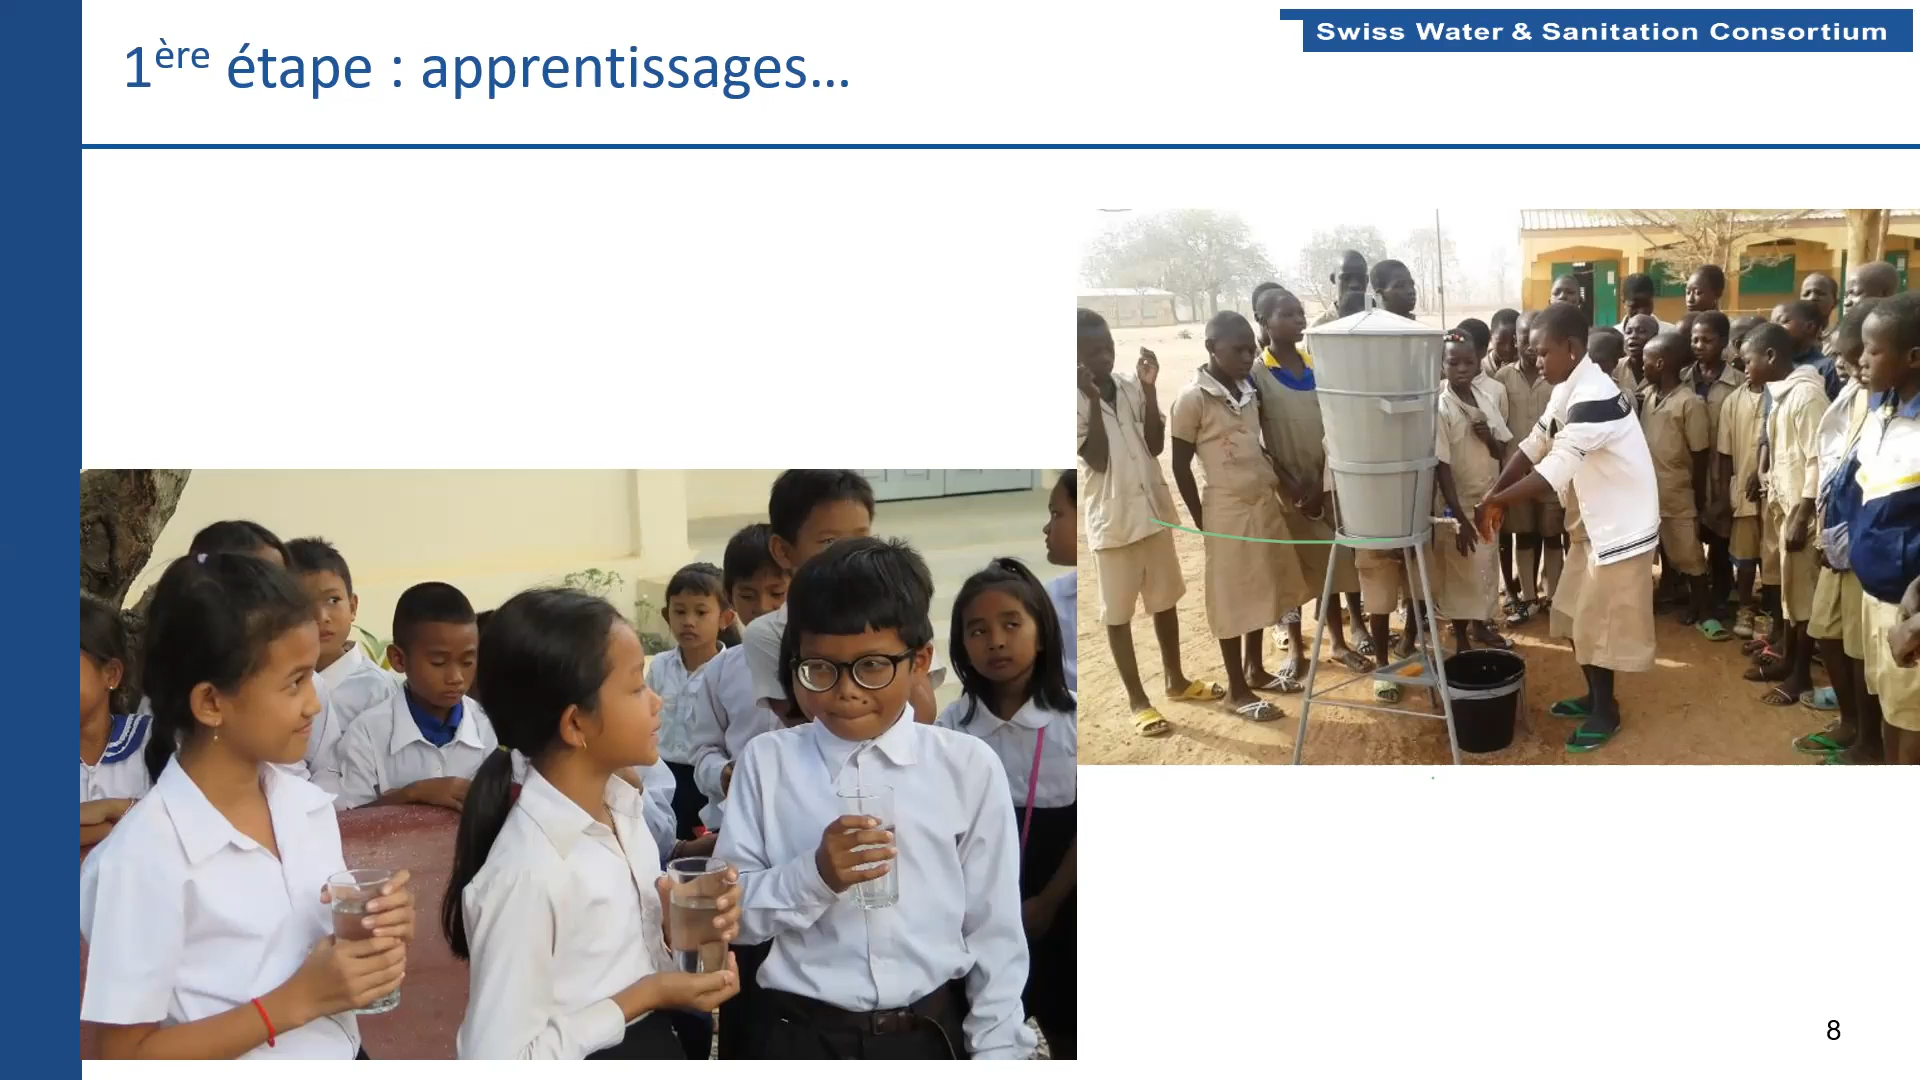 Swiss Water & Sanitation Consortium
1ère étape : apprentissages...
8